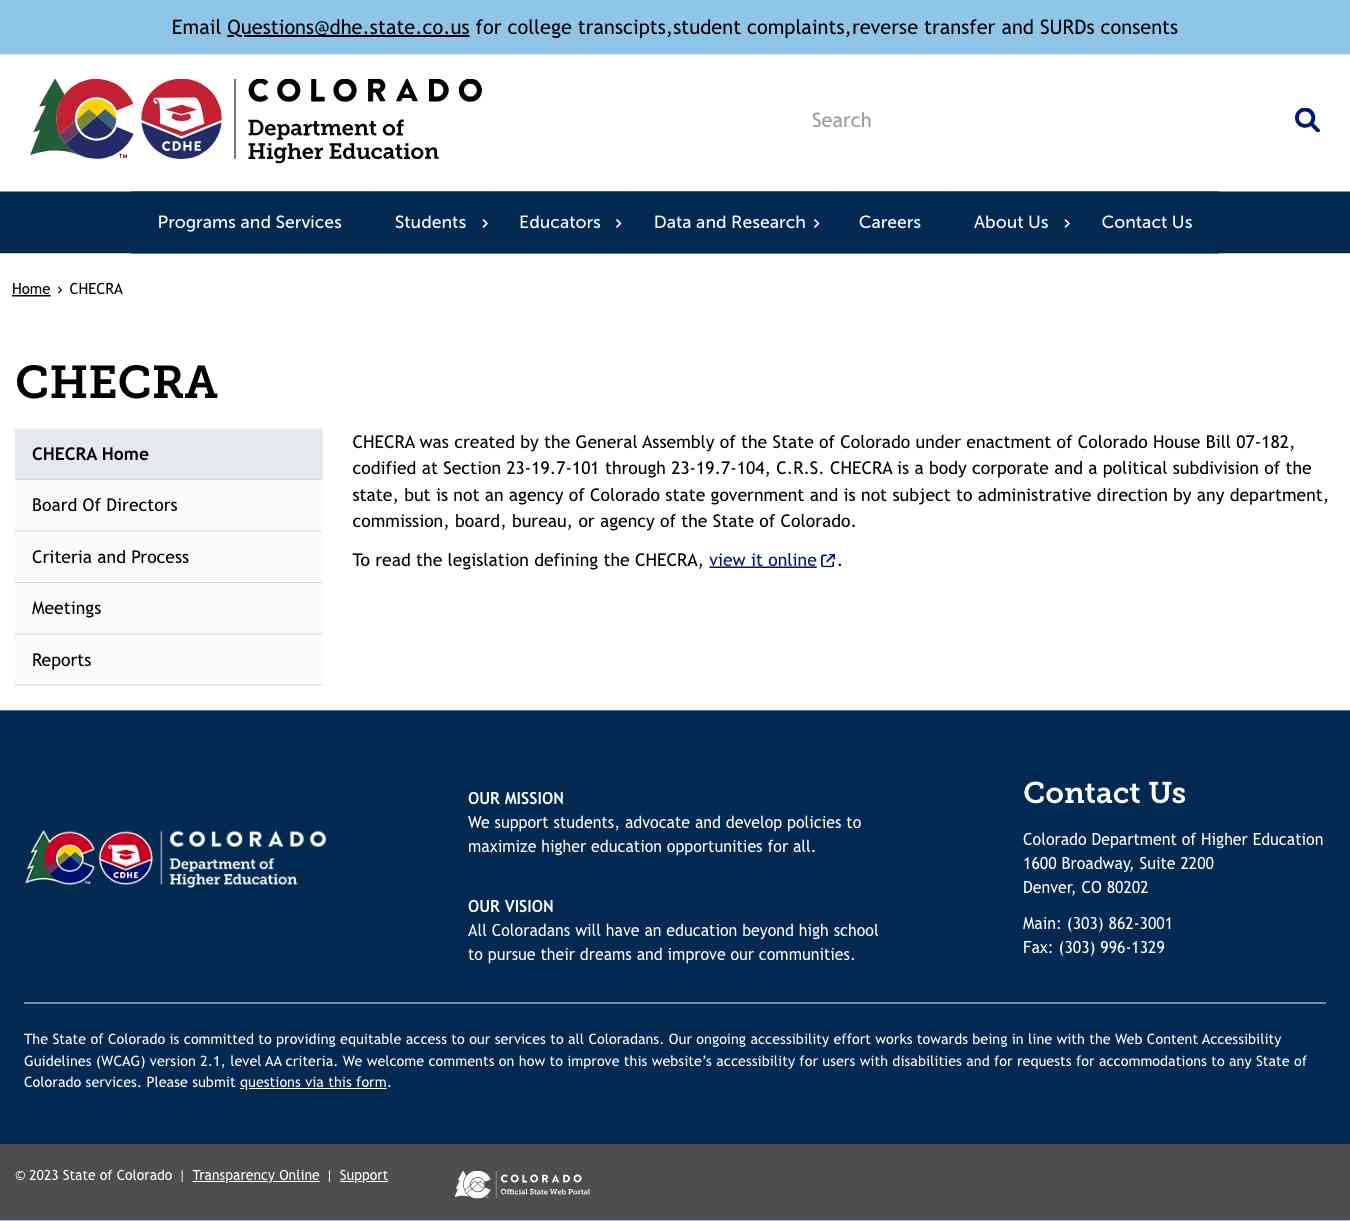 Email Questions@dhe.state.co.us for college transcipts,student complaints,reverse transfer and SURDs consents
COLORADO
Department of
Higher Education
CDHE
TM
Search
Programs and Services
Students
Educators
Data and Research
Careers
About Us
Contact Us
Home › CHECRA
CHECRA
CHECRA Home
Board Of Directors
Criteria and Process
Meetings
Reports
CHECRA was created by the General Assembly of the State of Colorado under enactment of Colorado House Bill 07-182,
codified at Section 23-19.7-101 through 23-19.7-104, C.R.S. CHECRA is a body corporate and a political subdivision of the
state, but is not an agency of Colorado state government and is not subject to administrative direction by any department,
commission, board, bureau, or agency of the State of Colorado.
To read the legislation defining the CHECRA, view it online.
COLORADO
Department of
Higher Education
CDHE
OUR MISSION
We support students, advocate and develop policies to
maximize higher education opportunities for all.
OUR VISION
All Coloradans will have an education beyond high school
to pursue their dreams and improve our communities.
Contact Us
Colorado Department of Higher Education
1600 Broadway, Suite 2200
Denver, CO 80202
Main: (303) 862-3001
Fax: (303) 996-1329
The State of Colorado is committed to providing equitable access to our services to all Coloradans. Our ongoing accessibility effort works towards being in line with the Web Content Accessibility
Guidelines (WCAG) version 2.1, level AA criteria. We welcome comments on how to improve this website's accessibility for users with disabilities and for requests for accommodations to any State of
Colorado services. Please submit questions via this form.
© 2023 State of Colorado | Transparency Online | Support
COLORADO
Official State Web Portal